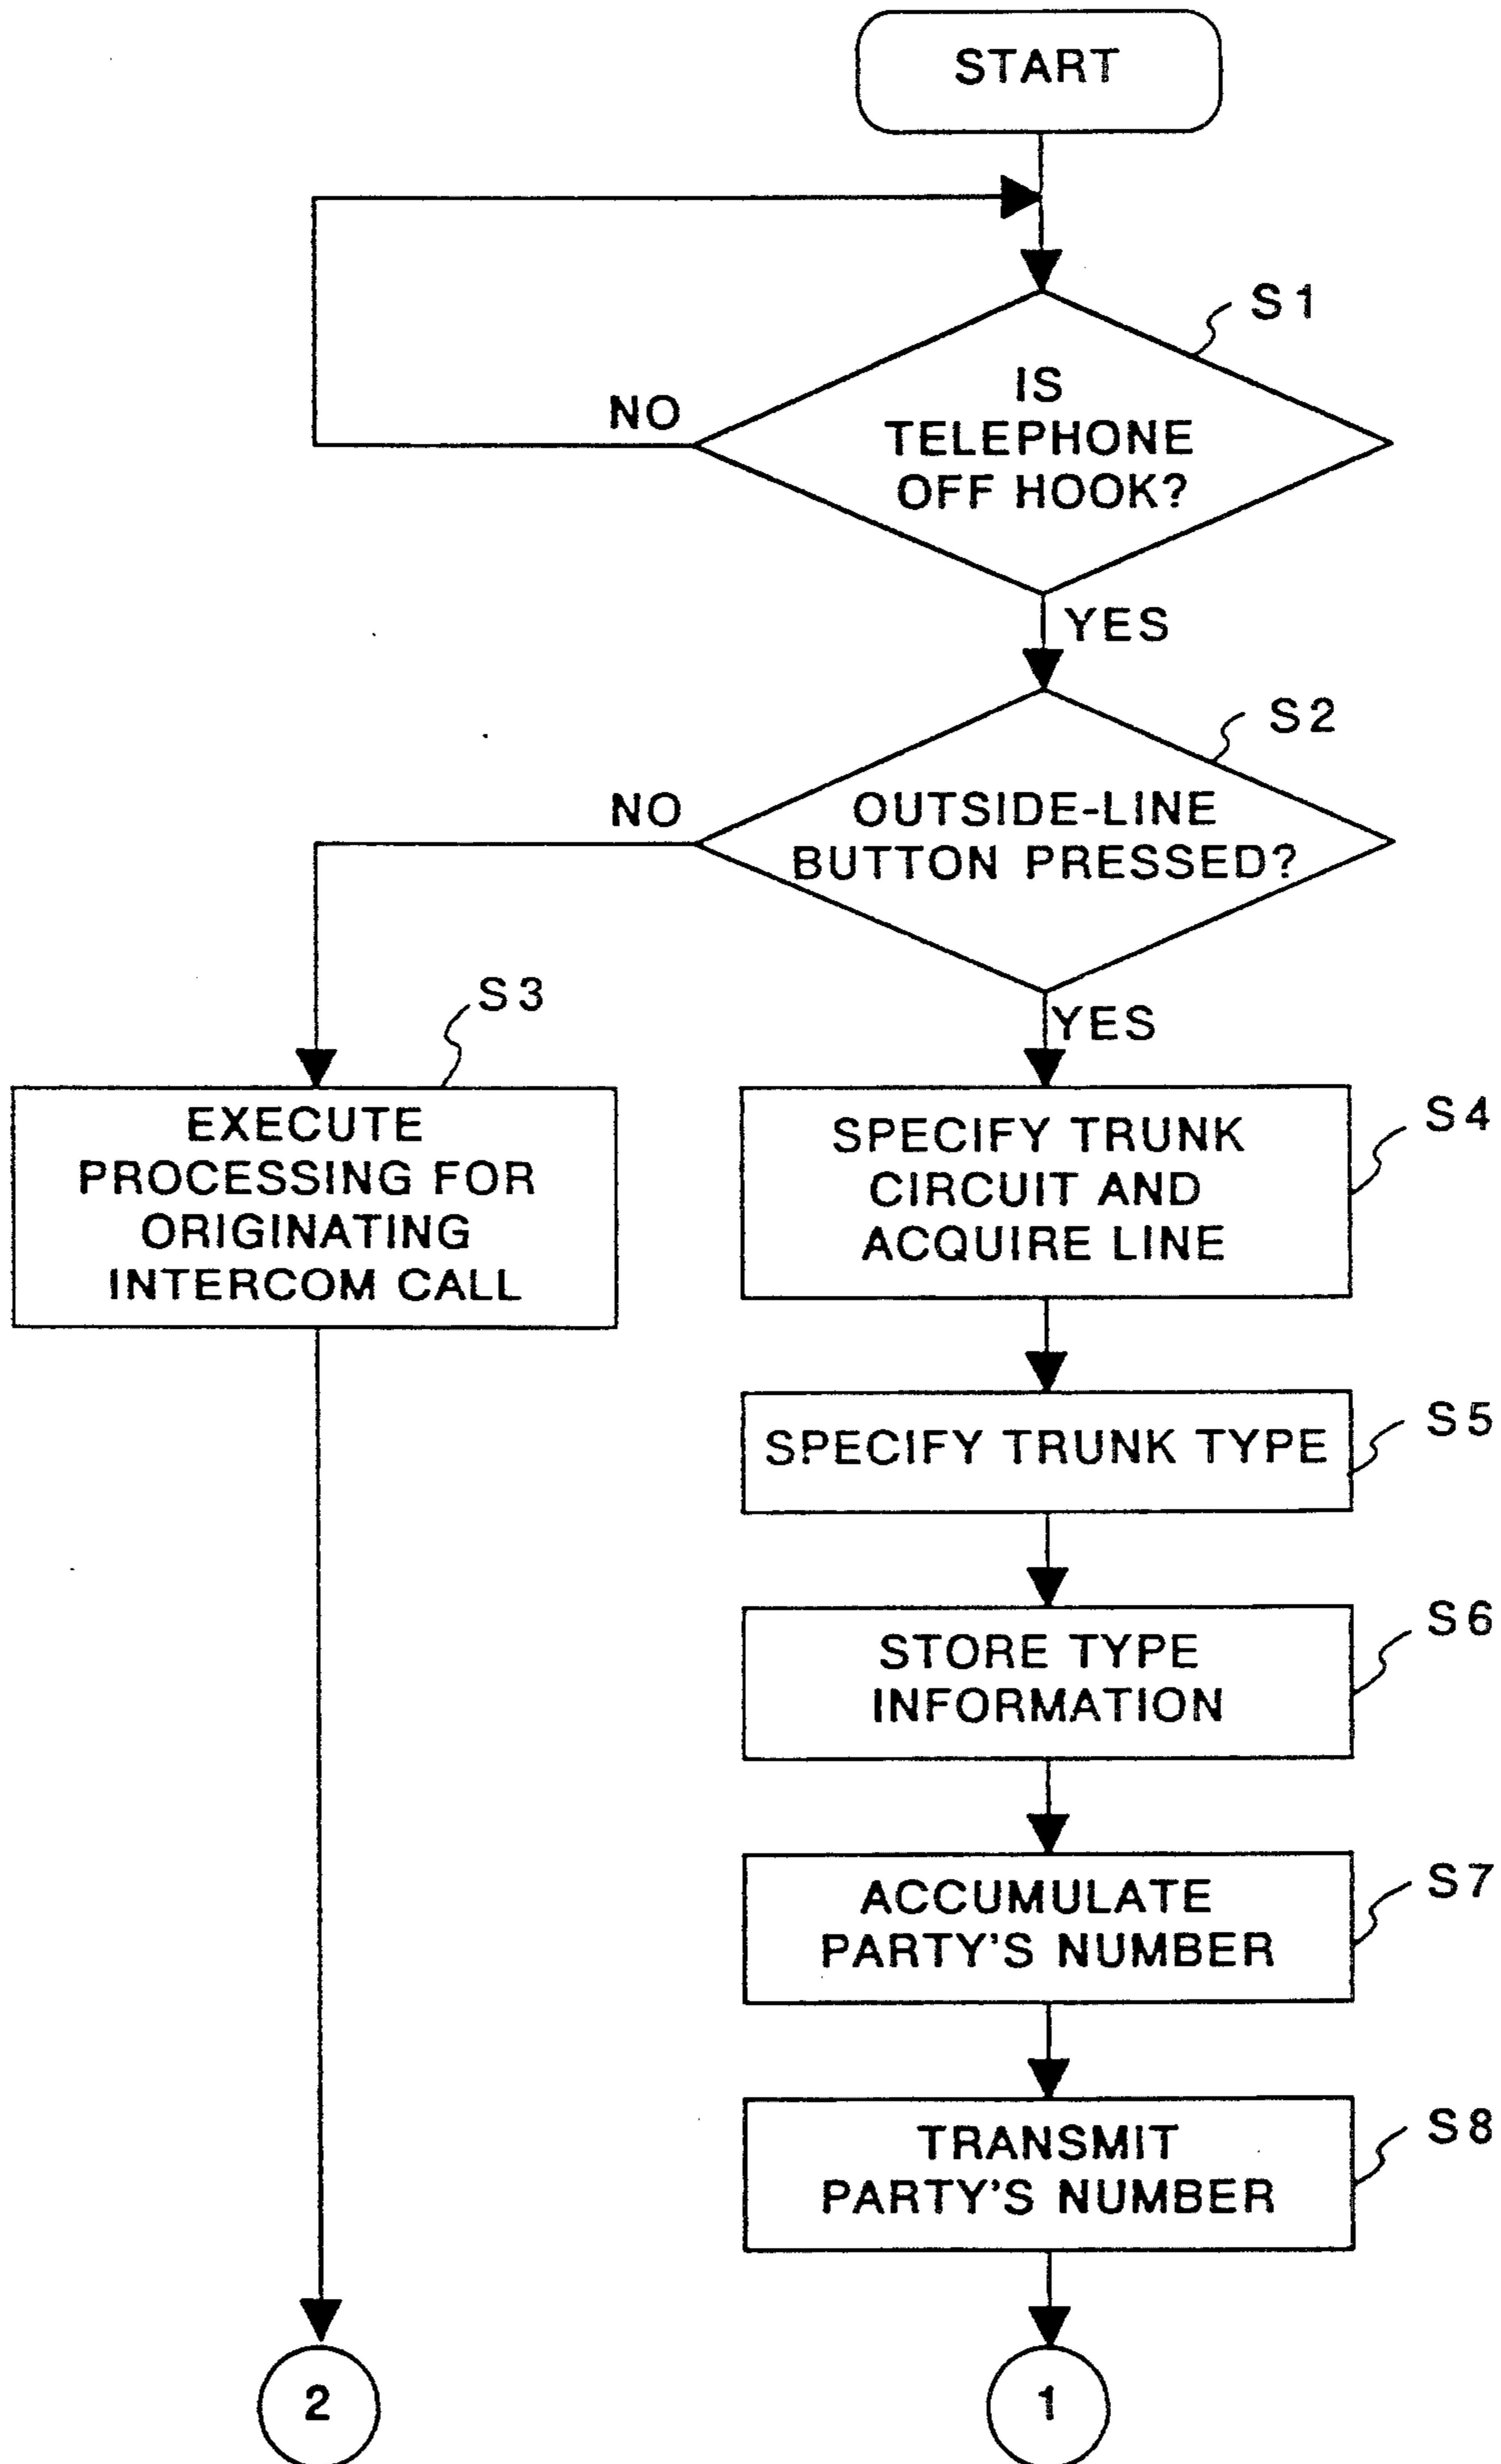 START
S1
IS
TELEPHONE
OFF HOOK?
NO
YES
S2
OUTSIDE-LINE
BUTTON PRESSED?
NO
YES
S3
EXECUTE
PROCESSING FOR
ORIGINATING
INTERCOM CALL
S4
SPECIFY TRUNK
CIRCUIT AND
ACQUIRE LINE
S5
SPECIFY TRUNK TYPE
S6
STORE TYPE
INFORMATION
S7
ACCUMULATE
PARTY'S NUMBER
S8
TRANSMIT
PARTY'S NUMBER
2
1